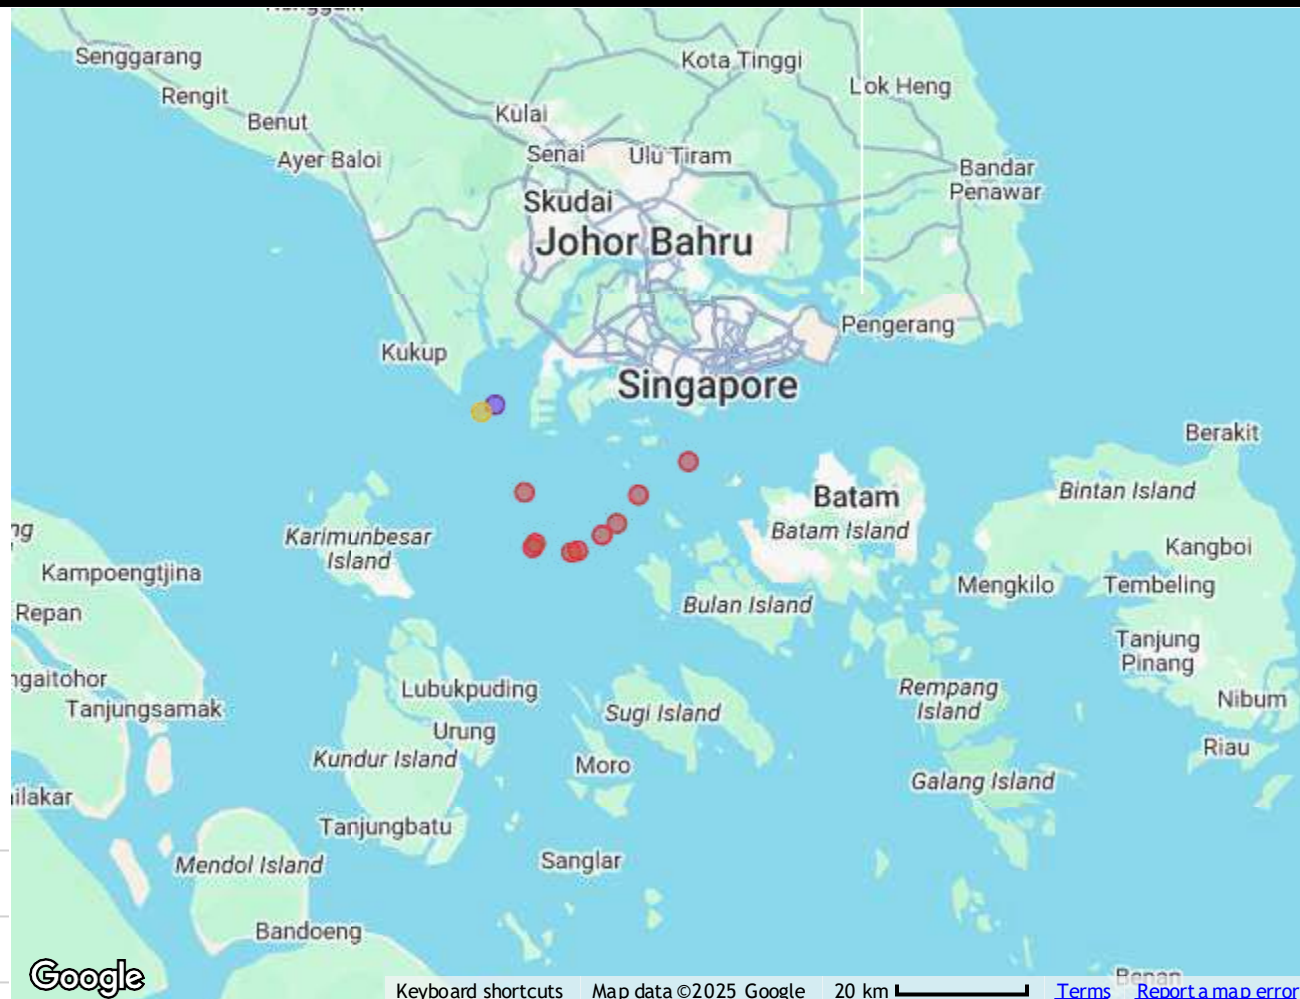 Senggarang
Kota Tinggi
Lok Heng
Rengit
Kulai
Benut
Senai
Ulu Tiram
Ayer Baloi
Bandar
Penawar
Skudai
Johor Bahru
Pengerang
Kukup
Singapore
Berakit
Bintan Island
Batam
Batam Island
Karimunbesar
Island
Kangboi
Kampoengtjina
Mengkilo
Tembeling
Repan
Bulan Island
Tanjung
Pinang
ngaitohor
Lubukpuding
Rempang
Island
Nibum
Tanjungsamak
Sugi Island
Urung
Riau
Kundur Island
Moro
Galang Island
ilakar
Tanjungbatu
Mendol Island
Sanglar
Bandoeng
Benan
Google
Keyboard shortcuts Map data ©2025 Google 20 km Terms Report a map error